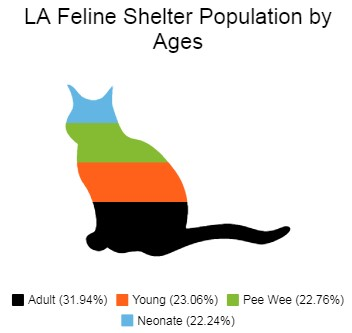 LA Feline Shelter Population by
Ages
Adult (31.94%) Young (23.06%) Pee Wee (22.76%)
Neonate (22.24%)